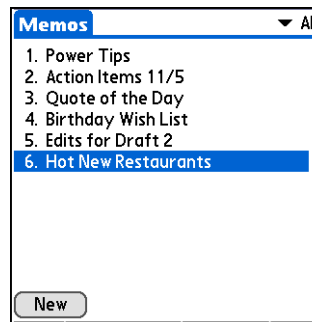 Memos
1. Power Tips
2. Action Items 11/5
3. Quote of the Day
4. Birthday Wish List
5. Edits for Draft 2
6. Hot New Restaurants
New